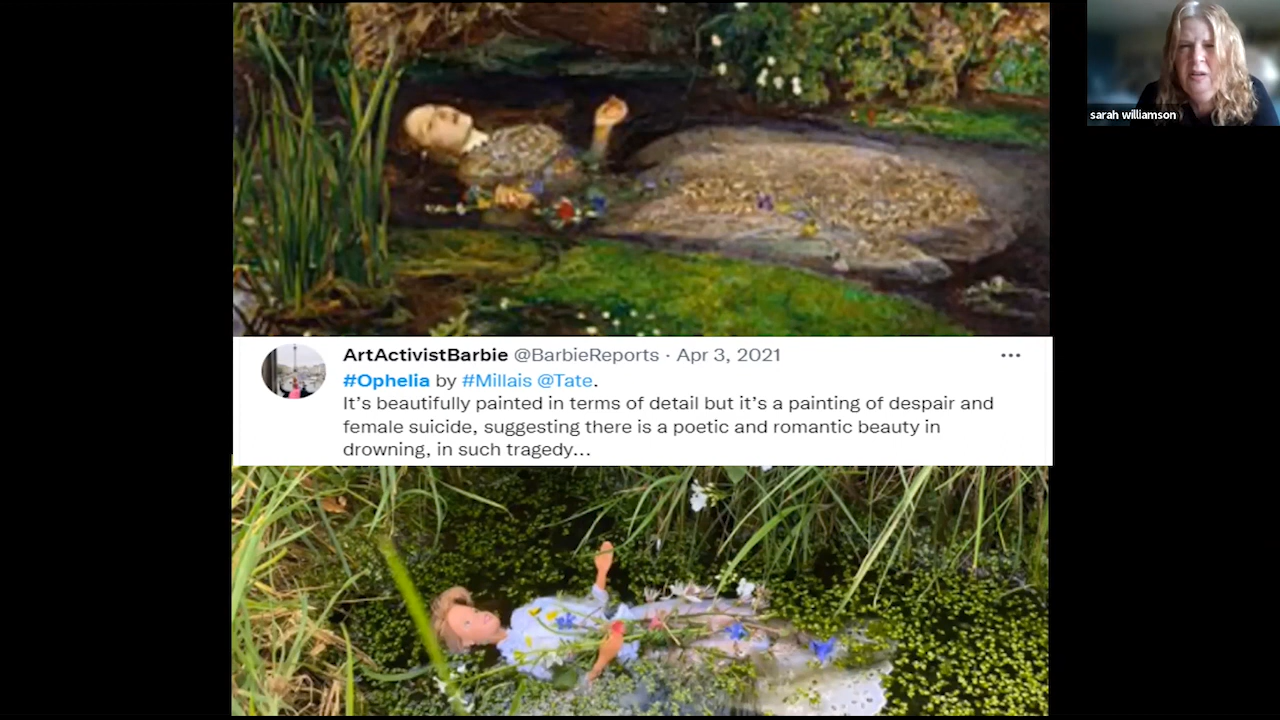 sarah williamson
ArtActivistBarbie @BarbieReports · Apr 3, 2021
#Ophelia by #Millais @Tate.
It's beautifully painted in terms of detail but it's a painting of despair and
female suicide, suggesting there is a poetic and romantic beauty in
drowning, in such tragedy...